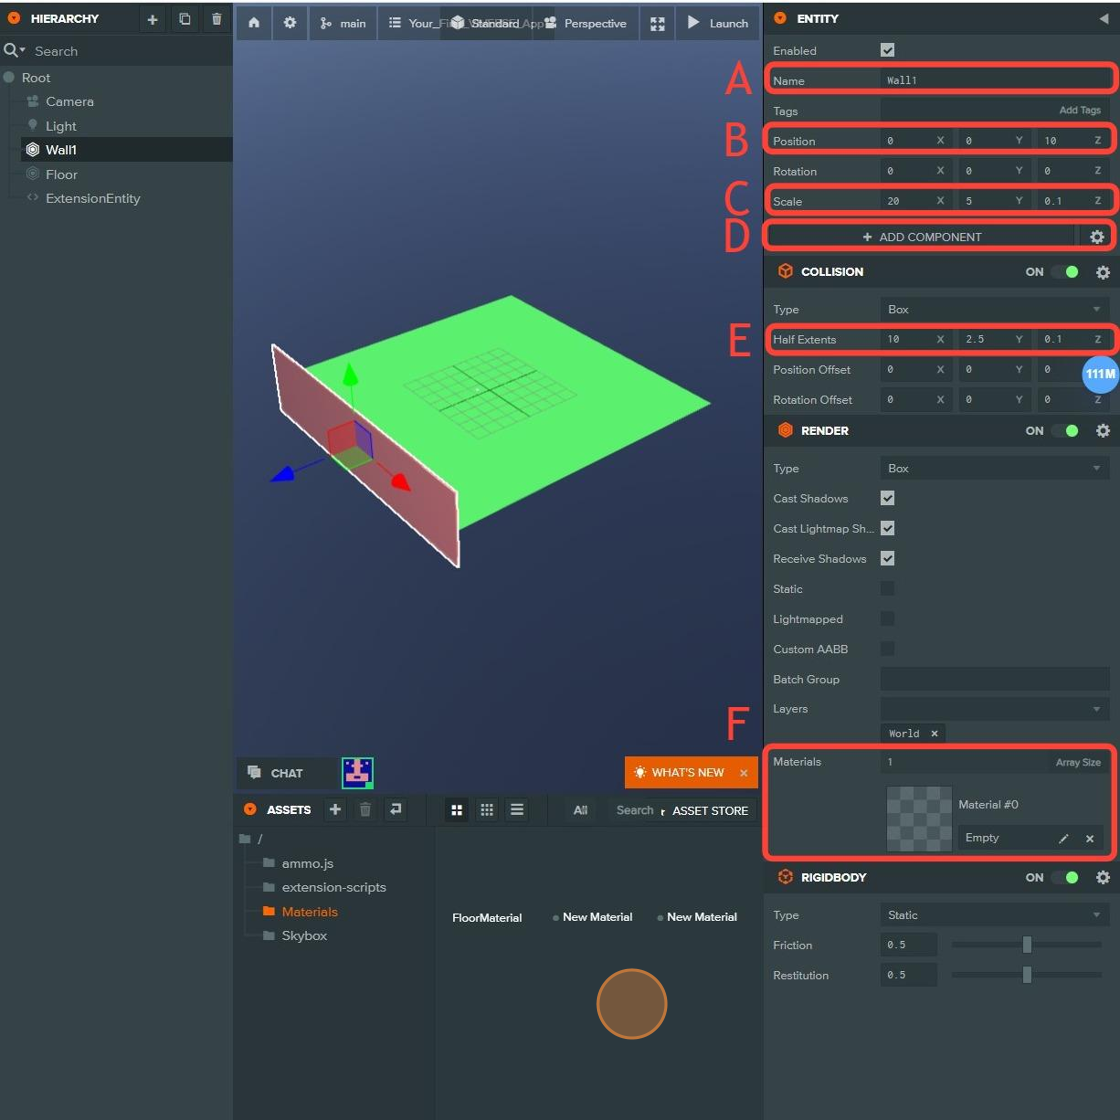 HIERARCHY
Search
Root
Camera
Light
Wall1
Floor
ExtensionEntity
main
Standard
Perspective
Launch
A
B
C
D
E
F
CHAT
WHAT'S NEW
ASSETS
All
Search
ASSET STORE
/
ammo.js
extension-scripts
Materials
Skybox
FloorMaterial
New Material
New Material
ENTITY
Enabled
Name Wall1
Tags Add Tags
Position 0 X 0 Y 10 Z
Rotation 0 X 0 Y 0 Z
Scale 20 X 5 Y 0.1 Z
+ ADD COMPONENT
COLLISION ON
Type Box
Half Extents 10 X 2.5 Y 0.1 Z
Position Offset 0 X 0 Y 0
111M
Rotation Offset 0 X 0 Y 0 Z
RENDER ON
Type Box
Cast Shadows
Cast Lightmap Sh...
Receive Shadows
Static
Lightmapped
Custom AABB
Batch Group
Layers
World
Materials 1 Array Size
Material #0
Empty
RIGIDBODY ON
Type Static
Friction 0.5
Restitution 0.5